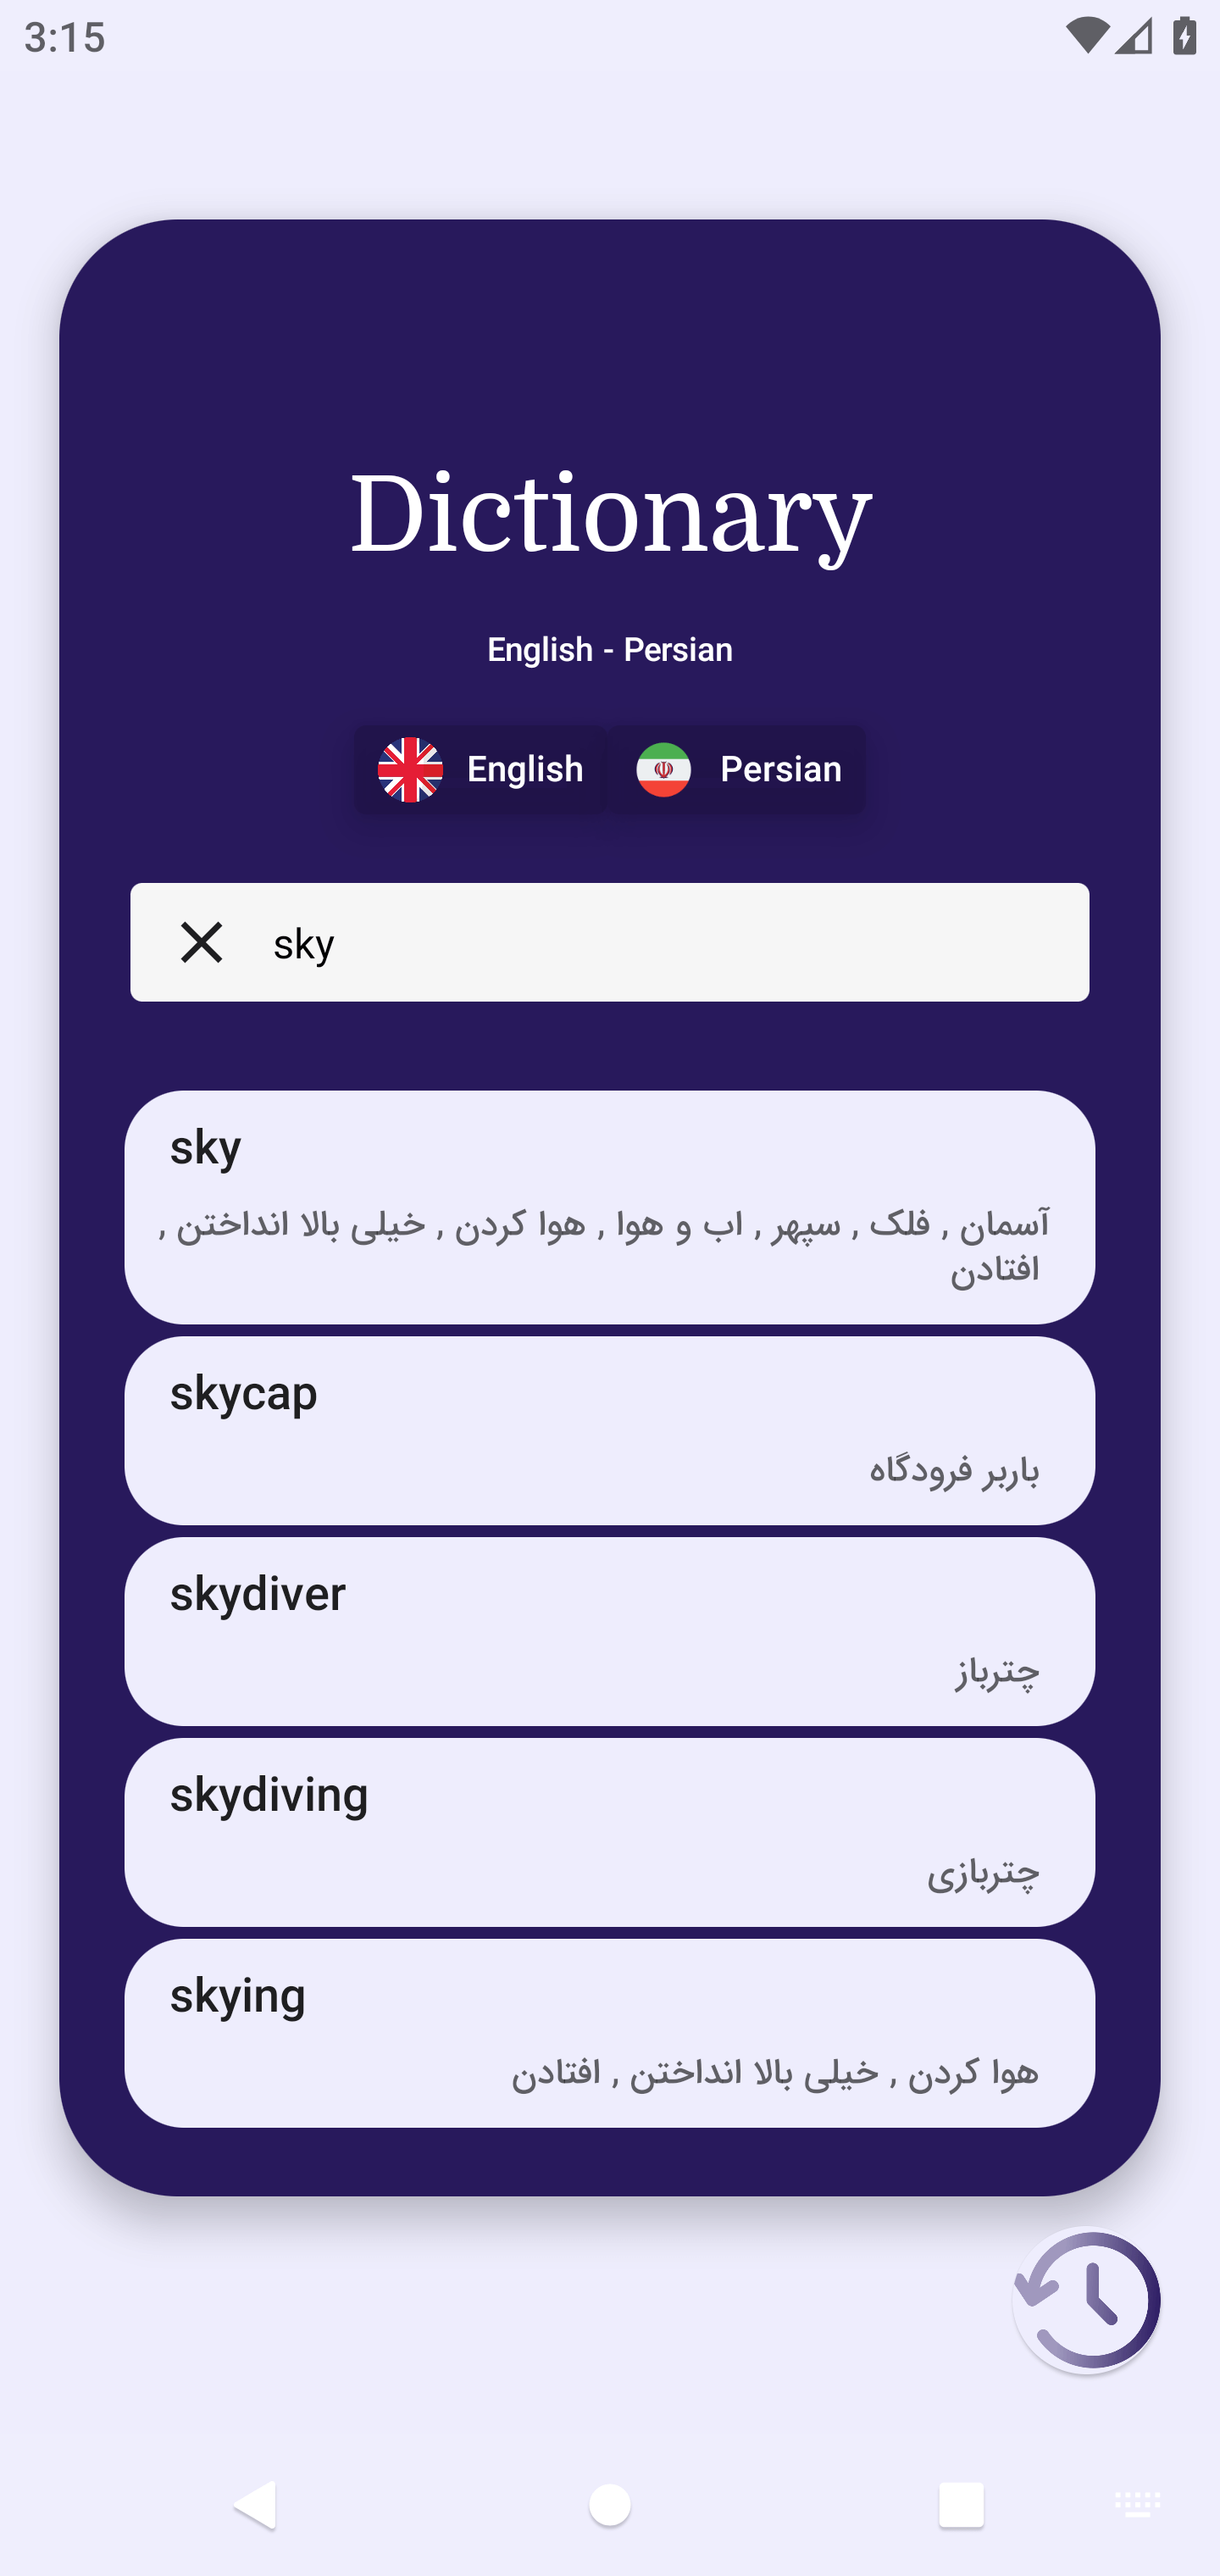 3:15
Dictionary
English - Persian
English
Persian
sky
sky
آسمان , فلک , سپهر , اب و هوا , هوا کردن , خیلی بالا انداختن ,
افتادن
skycap
باربر فرودگاه
skydiver
چترباز
skydiving
چتربازی
skying
هوا کردن , خیلی بالا انداختن , افتادن